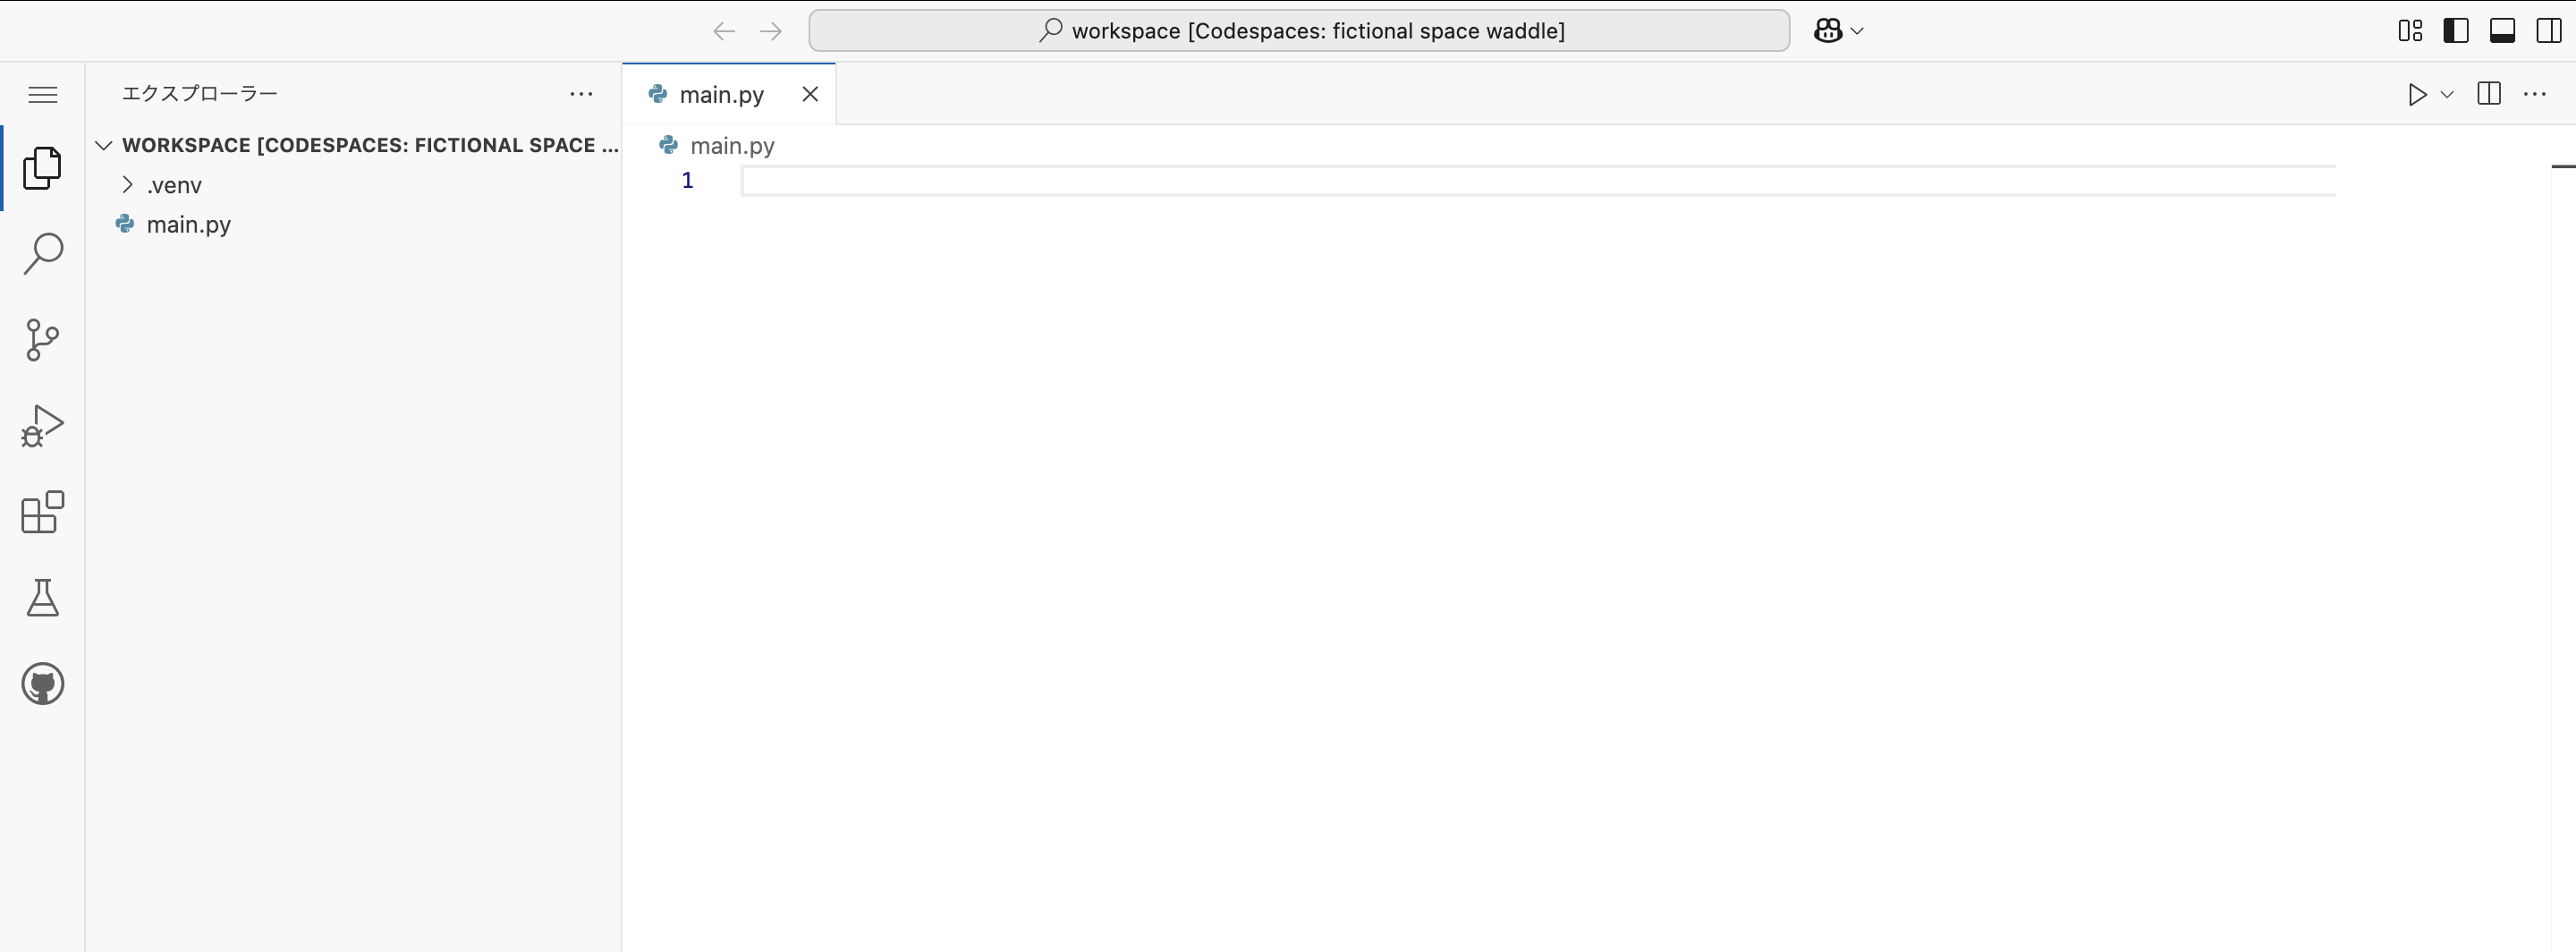 workspace [Codespaces: fictional space waddle]
エクスプローラー
WORKSPACE [CODESPACES: FICTIONAL SPACE ...
.venv
main.py
main.py
main.py
1